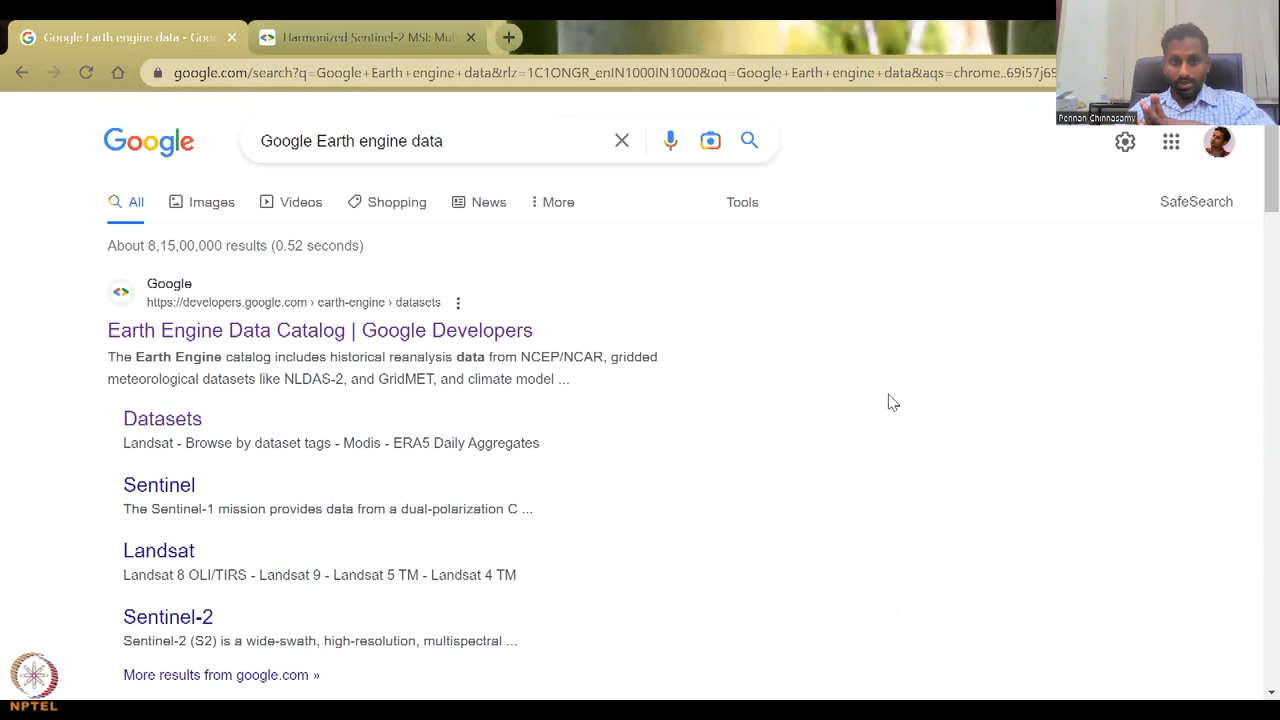 Google Earth engine data - Goo
Harmonized Sentinel-2 MSI: Mult
google.com/search?q=Google+Earth+engine+data&rlz=1C1ONGR_enIN1000IN1000&oq=Google+Earth+engine+data&aqs=chrome..69i57j69
Pennan Chinnasamy
Google
Google Earth engine data
All
Images
Videos
Shopping
News
More
Tools
SafeSearch
About 8,15,00,000 results (0.52 seconds)
Google
https://developers.google.com › earth-engine › datasets
Earth Engine Data Catalog | Google Developers
The Earth Engine catalog includes historical reanalysis data from NCEP/NCAR, gridded
meteorological datasets like NLDAS-2, and GridMET, and climate model ...
Datasets
Landsat - Browse by dataset tags - Modis - ERA5 Daily Aggregates
Sentinel
The Sentinel-1 mission provides data from a dual-polarization C ...
Landsat
Landsat 8 OLI/TIRS - Landsat 9 - Landsat 5 TM - Landsat 4 TM
Sentinel-2
Sentinel-2 (S2) is a wide-swath, high-resolution, multispectral ...
More results from google.com »
NPTEL